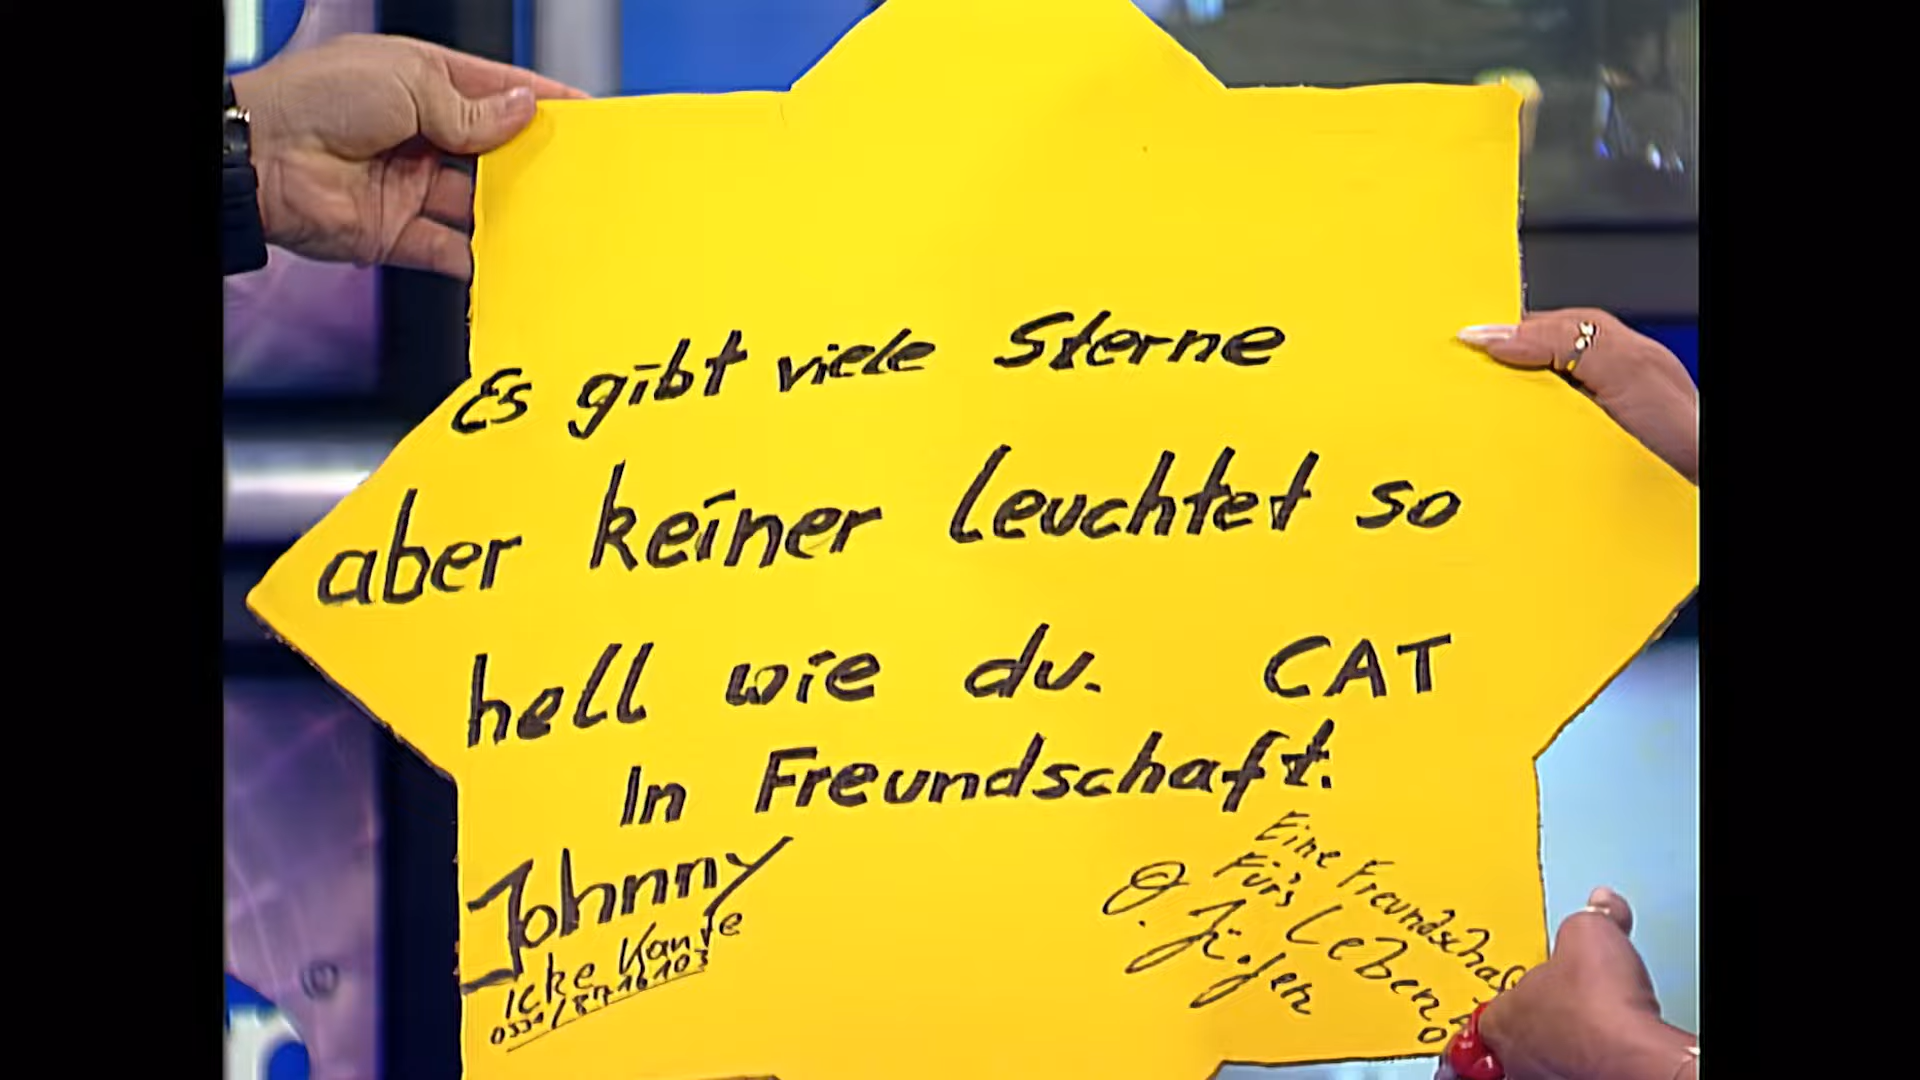 Es gibt viele Sterne
aber keiner leuchtet so
hell wie du. CAT
In Freundschaft.
Johnny
Icke Kante
Eine Freundschaft
Für's Leben